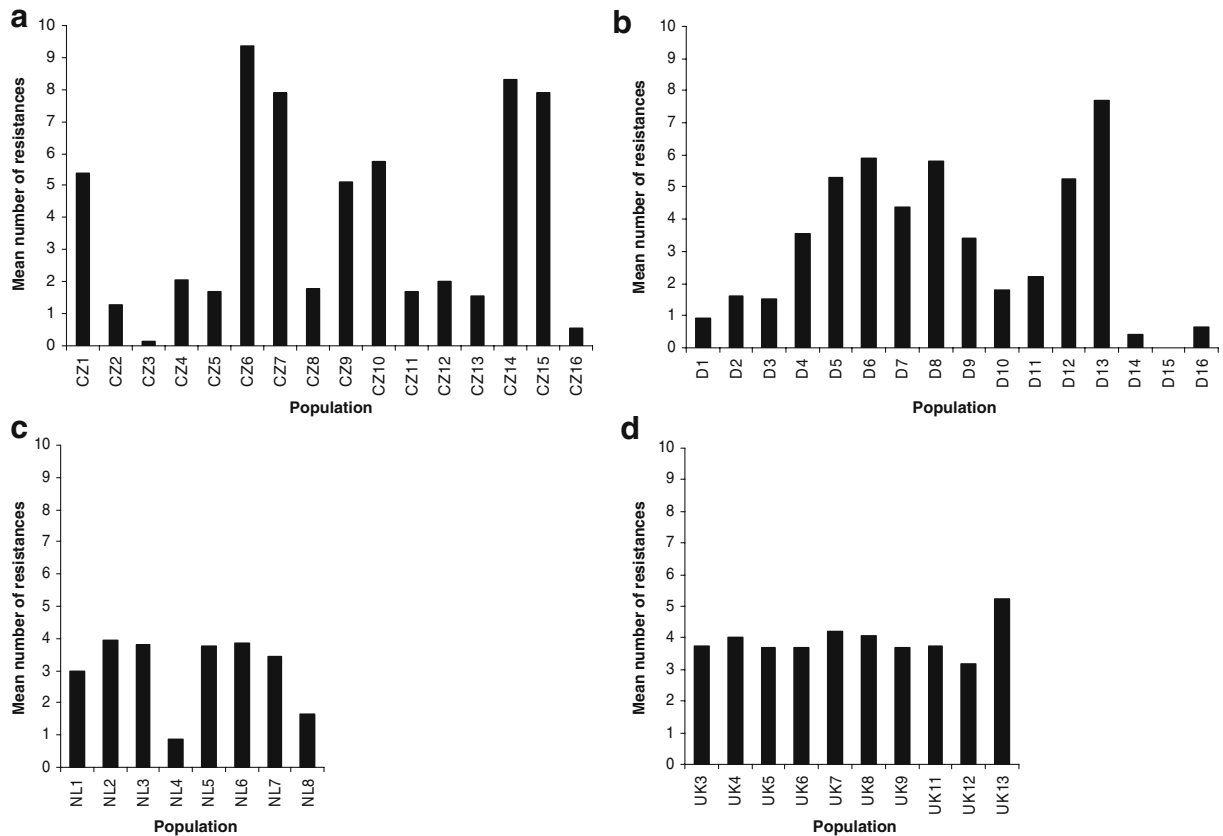 a
10
9
8
7
6
5
4
3
2
1
0
Mean number of resistances
CZ1
CZ2
CZ3
CZ4
CZ5
CZ6
CZ7
CZ8
CZ9
CZ10
CZ11
CZ12
CZ13
CZ14
CZ15
CZ16
Population
b
10
9
8
7
6
5
4
3
2
1
0
Mean number of resistances
D1
D2
D3
D4
D5
D6
D7
D8
D9
D10
D11
D12
D13
D14
D15
D16
Population
c
10
9
8
7
6
5
4
3
2
1
0
Mean number of resistances
NL1
NL2
NL3
NL4
NL5
NL6
NL7
NL8
Population
d
10
9
8
7
6
5
4
3
2
1
0
Mean number of resistances
UK3
UK4
UK5
UK6
UK7
UK8
UK9
UK11
UK12
UK13
Population